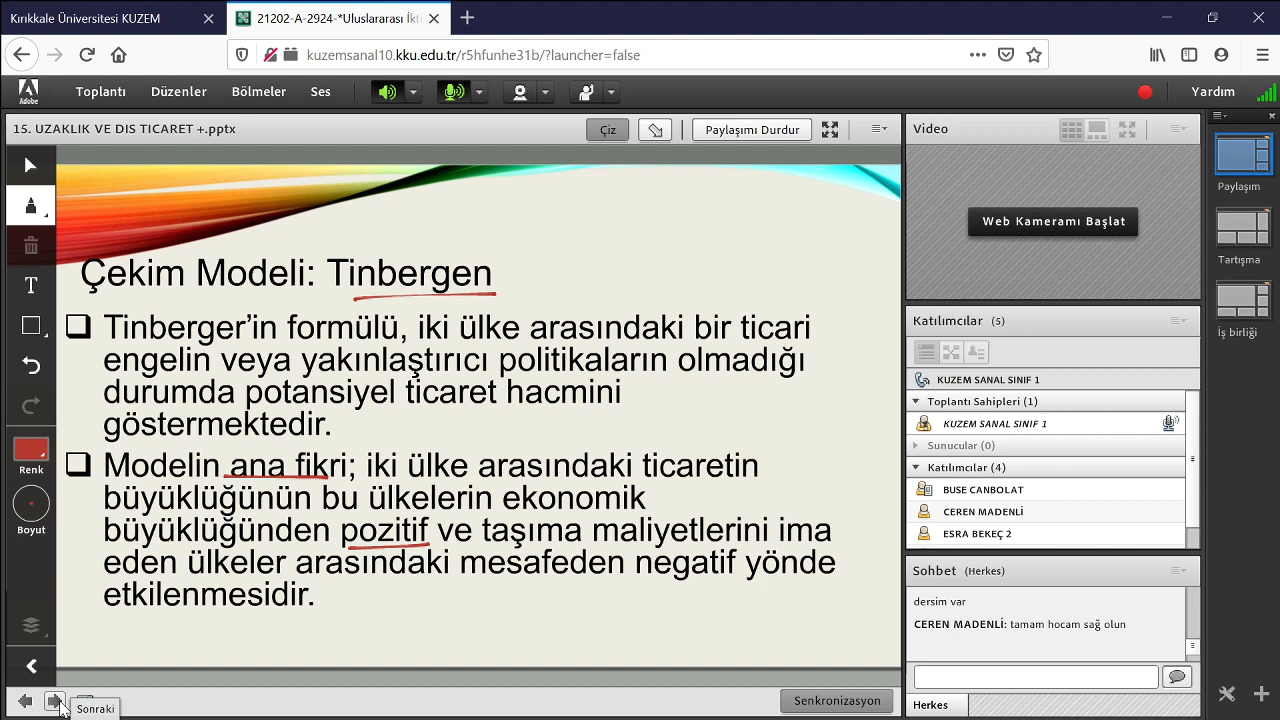 Kırıkkale Üniversitesi KUZEM
21202-A-2924-*Uluslararası İkti
kuzemsanal10.kku.edu.tr/r5hfunhe31b/?launcher=false
Adobe
Toplantı
Düzenler
Bölmeler
Ses
Yardım
15. UZAKLIK VE DIS TICARET +.pptx
Çiz
Paylaşımı Durdur
Çekim Modeli: Tinbergen
Tinberger’in formülü, iki ülke arasındaki bir ticari
engelin veya yakınlaştırıcı politikaların olmadığı
durumda potansiyel ticaret hacmini
göstermektedir.
Modelin ana fikri; iki ülke arasındaki ticaretin
büyüklüğünün bu ülkelerin ekonomik
büyüklüğünden pozitif ve taşıma maliyetlerini ima
eden ülkeler arasındaki mesafeden negatif yönde
etkilenmesidir.
T
Renk
Boyut
Sonraki
Senkronizasyon
Video
Web Kameramı Başlat
Katılımcılar (5)
KUZEM SANAL SINIF 1
Toplantı Sahipleri (1)
KUZEM SANAL SINIF 1
Sunucular (0)
Katılımcılar (4)
BUSE CANBOLAT
CEREN MADENLİ
ESRA BEKEÇ 2
Sohbet (Herkes)
dersim var
CEREN MADENLİ: tamam hocam sağ olun
Herkes
Paylaşım
Tartışma
İş birliği